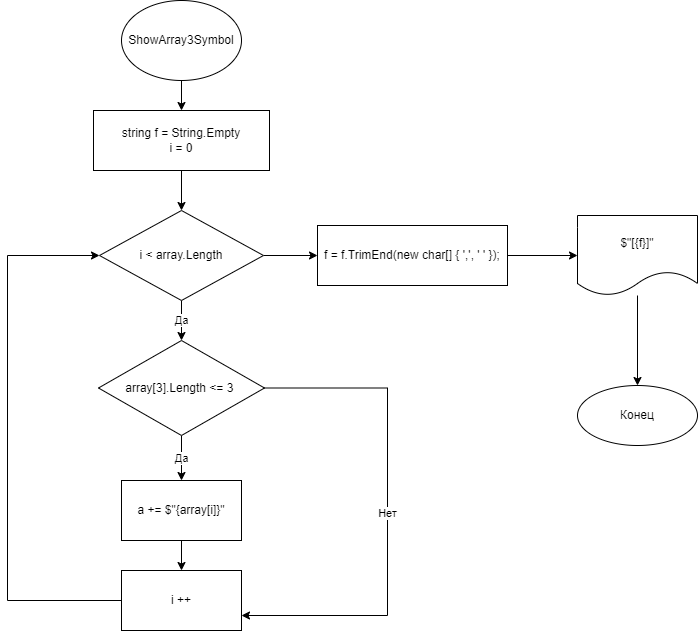 ShowArray3Symbol
string f = String.Empty
i = 0
i < array.Length
f = f.TrimEnd(new char[] { ',', ' ' });
$"[{f}]"
Да
array[3].Length <= 3
Конец
Да
a += $"{array[i]}"
Нет
i ++